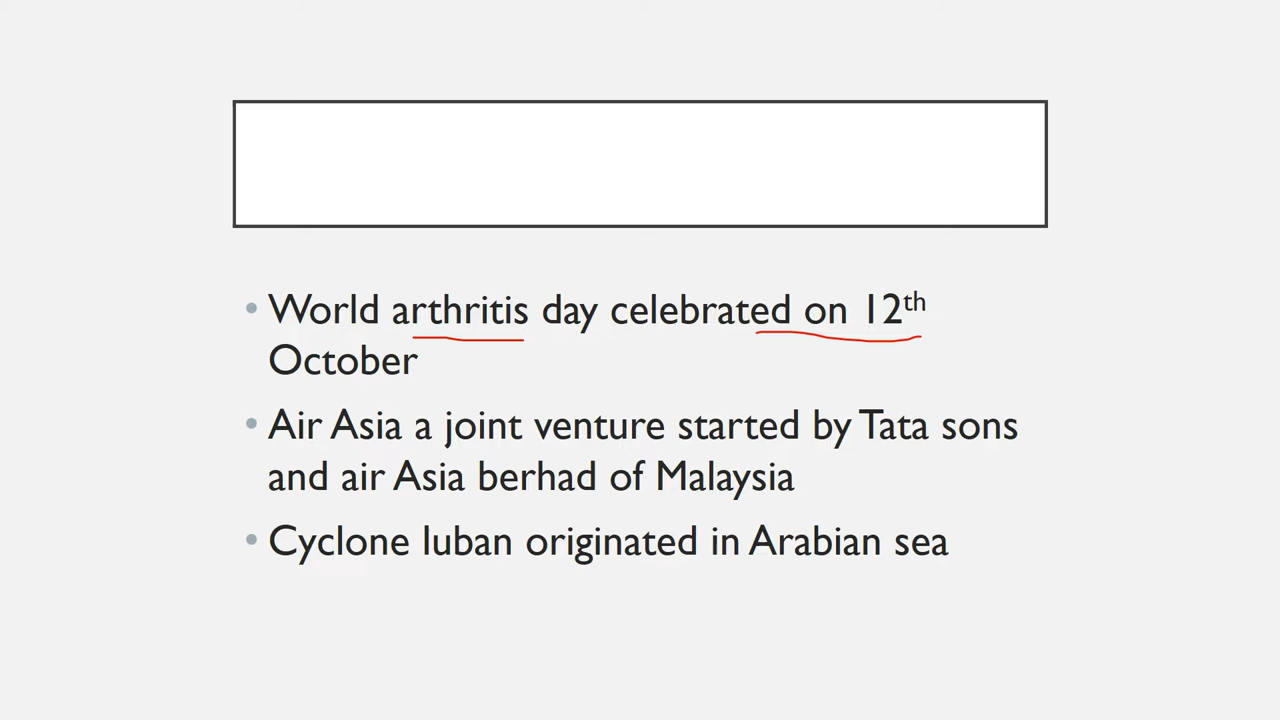 • World arthritis day celebrated on 12th
October
• Air Asia a joint venture started by Tata sons
and air Asia berhad of Malaysia
• Cyclone luban originated in Arabian sea